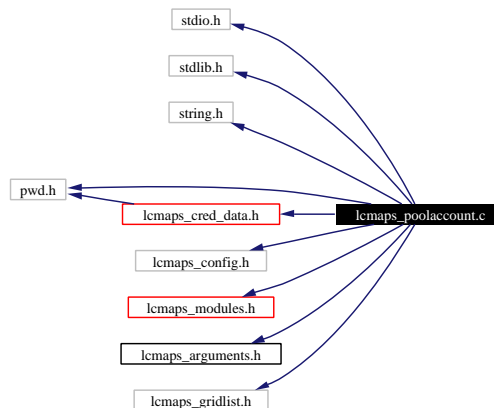 stdio.h
stdlib.h
string.h
pwd.h
lcmaps_cred_data.h
lcmaps_poolaccount.c
lcmaps_config.h
lcmaps_modules.h
lcmaps_arguments.h
lcmaps_gridlist.h